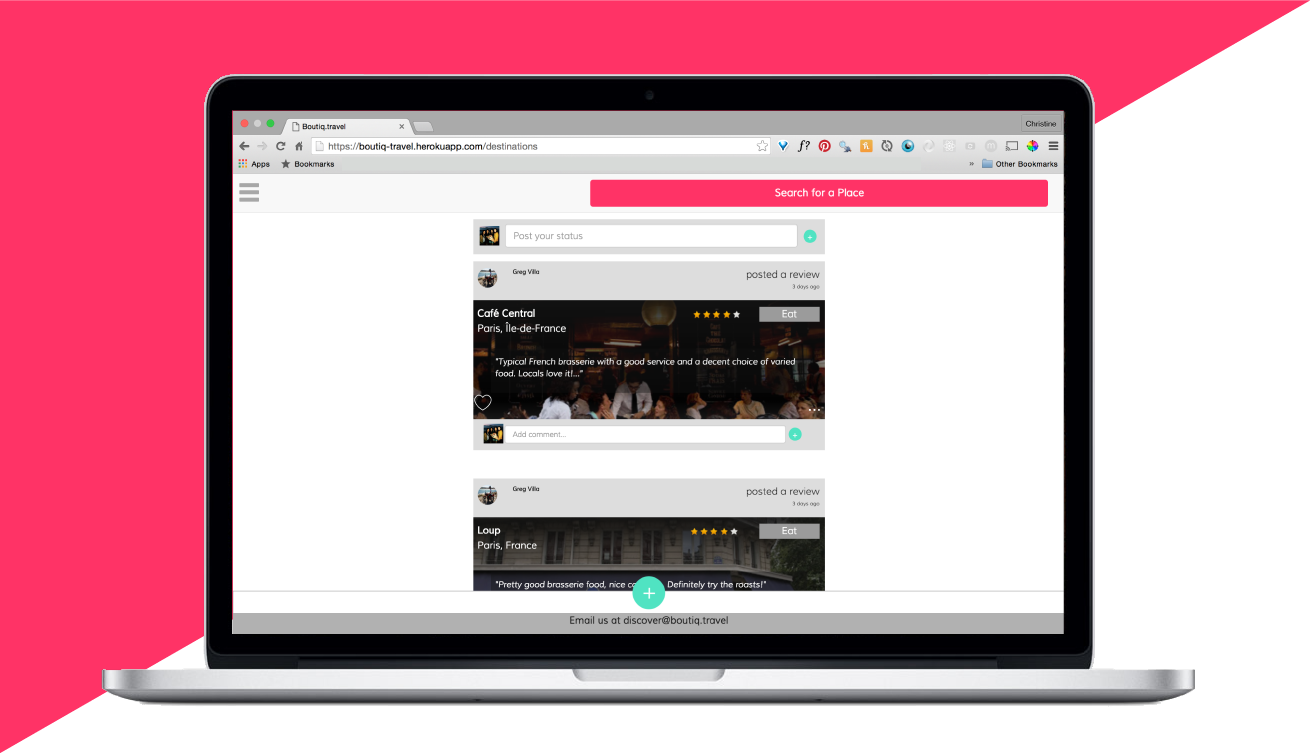 Boutiq.travel
Christine
https://boutiq-travel.herokuapp.com/destinations
f?
Apps
Bookmarks
»
Other Bookmarks
Search for a Place
Post your status
+
Greg Villa
posted a review
3 days ago
Café Central
Eat
Paris, Île-de-France
"Typical French brasserie with a good service and a decent choice of varied
food. Locals love it!..."
Add comment...
+
Greg Villa
posted a review
3 days ago
Loup
Eat
Paris, France
"Pretty good brasserie food, nice Definitely try the roasts!"
+
Email us at discover@boutiq.travel